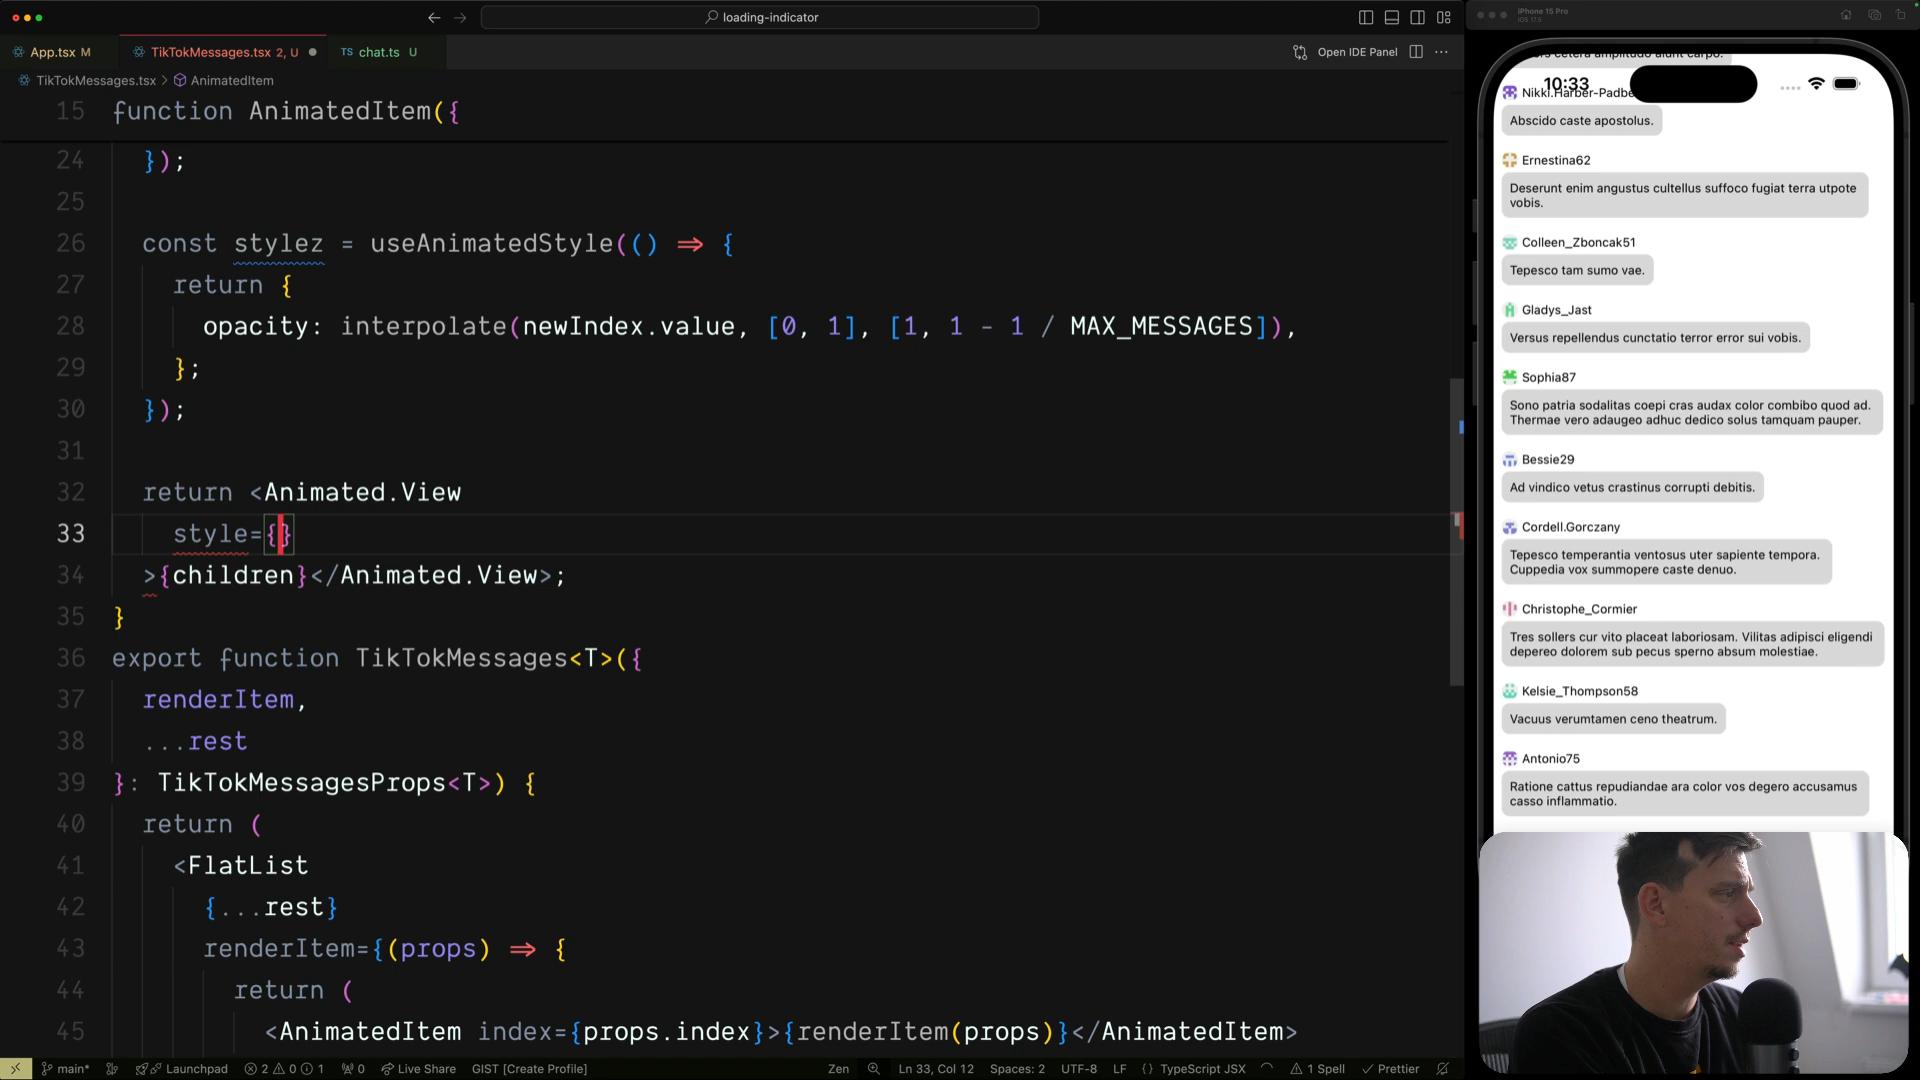 loading-indicator
iPhone 15 Pro
iOS 17.5
App.tsx M
TikTokMessages.tsx 2, U
TS chat.ts U
Open IDE Panel
TikTokMessages.tsx > AnimatedItem
15 function AnimatedItem({
24 });
25
26 const stylez = useAnimatedStyle(() => {
27 return {
28 opacity: interpolate(newIndex.value, [0, 1], [1, 1 - 1 / MAX_MESSAGES]),
29 };
30 });
31
32 return <Animated.View
33 style={}
34 >{children}</Animated.View>;
35 }
36 export function TikTokMessages<T>({
37 renderItem,
38 ...rest
39 }: TikTokMessagesProps<T>) {
40 return (
41 <FlatList
42 {...rest}
43 renderItem={(props) => {
44 return (
45 <AnimatedItem index={props.index}>{renderItem(props)}</AnimatedItem>
main* Launchpad 2 0 1 0 Live Share GIST [Create Profile] Zen Ln 33, Col 12 Spaces: 2 UTF-8 LF {} TypeScript JSX 1 Spell Prettier
10:33
Abscido caste apostolus.
Ernestina62
Deserunt enim angustus cultellus suffoco fugiat terra utpote
vobis.
Colleen_Zboncak51
Tepesco tam sumo vae.
Gladys_Jast
Versus repellendus cunctatio terror error sui vobis.
Sophia87
Sono patria sodalitas coepi cras audax color combibo quod ad.
Thermae vero adaugeo adhuc dedico solus tamquam pauper.
Bessie29
Ad vindico vetus crastinus corrupti debitis.
Cordell.Gorczany
Tepesco temperantia ventosus uter sapiente tempora.
Cuppedia vox summopere caste denuo.
Christophe_Cormier
Tres sollers cur vito placeat laboriosam. Vilitas adipisci eligendi
depereo dolorem sub pecus sperno absum molestiae.
Kelsie_Thompson58
Vacuus verumtamen ceno theatrum.
Antonio75
Ratione cattus repudiandae ara color vos degero accusamus
casso inflammatio.